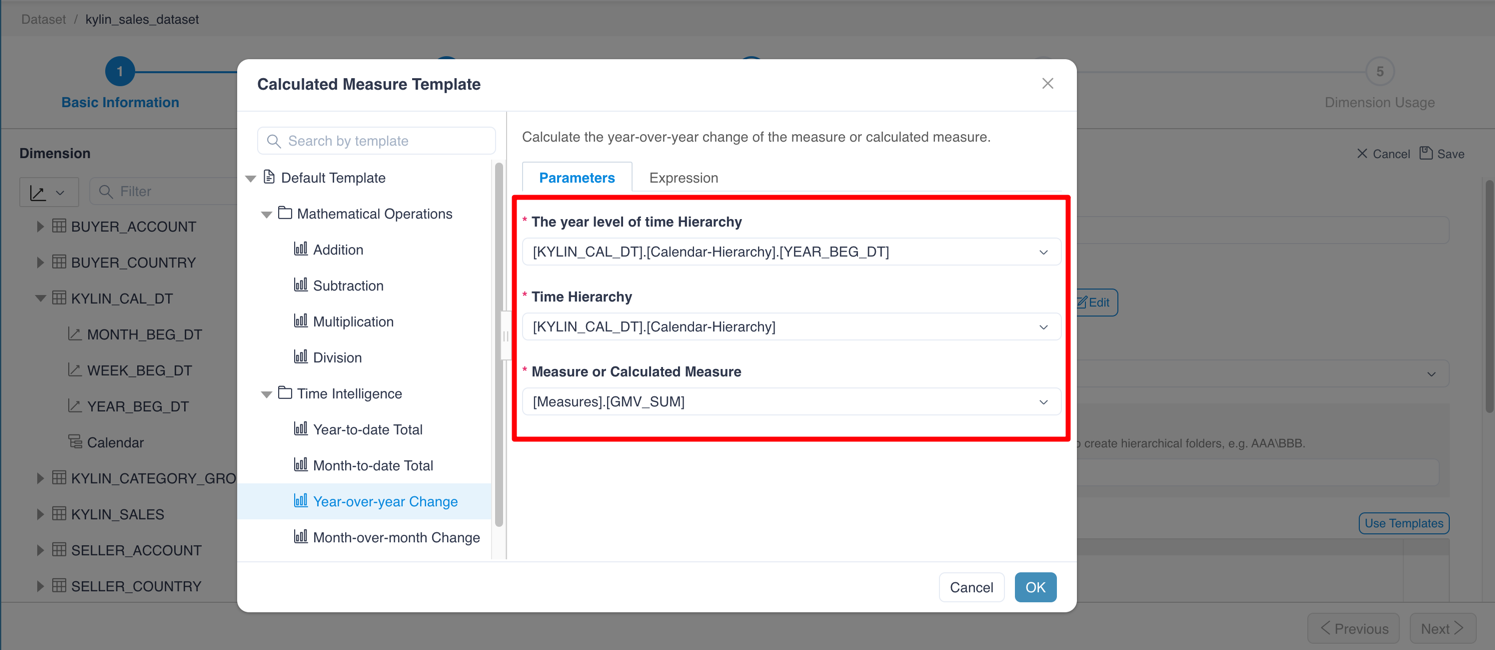 Dataset / kylin_sales_dataset
1
5
Basic Information
Dimension Usage
Dimension
Cancel
Save
Filter
BUYER_ACCOUNT
BUYER_COUNTRY
KYLIN_CAL_DT
MONTH_BEG_DT
WEEK_BEG_DT
YEAR_BEG_DT
Calendar
KYLIN_CATEGORY_GRO
KYLIN_SALES
SELLER_ACCOUNT
SELLER_COUNTRY
Calculated Measure Template
Search by template
Default Template
Mathematical Operations
Addition
Subtraction
Multiplication
Division
Time Intelligence
Year-to-date Total
Month-to-date Total
Year-over-year Change
Month-over-month Change
Calculate the year-over-year change of the measure or calculated measure.
Parameters
Expression
* The year level of time Hierarchy
[KYLIN_CAL_DT].[Calendar-Hierarchy].[YEAR_BEG_DT]
* Time Hierarchy
[KYLIN_CAL_DT].[Calendar-Hierarchy]
* Measure or Calculated Measure
[Measures].[GMV_SUM]
Cancel
OK
Edit
o create hierarchical folders, e.g. AAA\BBB.
Use Templates
Previous
Next